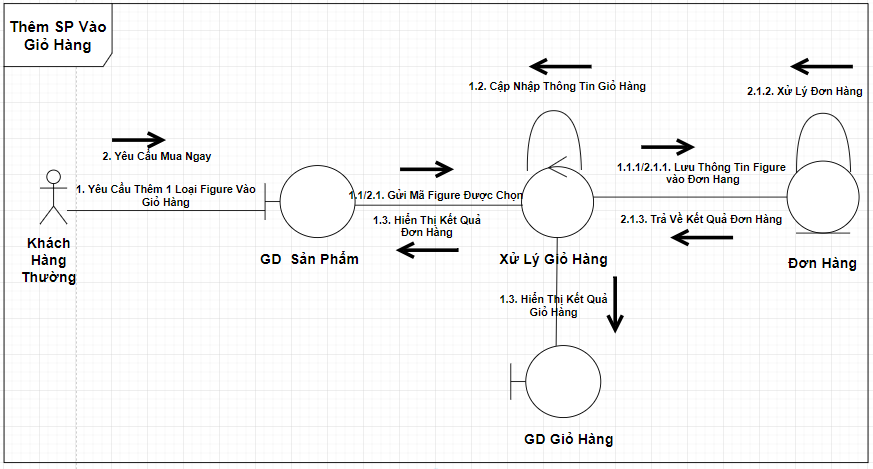 Thêm SP Vào
Giỏ Hàng
1.2. Cập Nhập Thông Tin Giỏ Hàng
2.1.2. Xử Lý Đơn Hàng
2. Yêu Cầu Mua Ngay
1.1.1/2.1.1. Lưu Thông Tin Figure
vào Đơn Hang
1. Yêu Cầu Thêm 1 Loại Figure Vào
Giỏ Hàng
1.1/2.1. Gửi Mã Figure Được Chọn
1.3. Hiển Thị Kết Quả
Đơn Hàng
2.1.3. Trả Về Kết Quả Đơn Hàng
Khách
Hàng
Thường
GD Sản Phẩm
Xử Lý Giỏ Hàng
Đơn Hàng
1.3. Hiển Thị Kết Quả
Giỏ Hàng
GD Giỏ Hàng